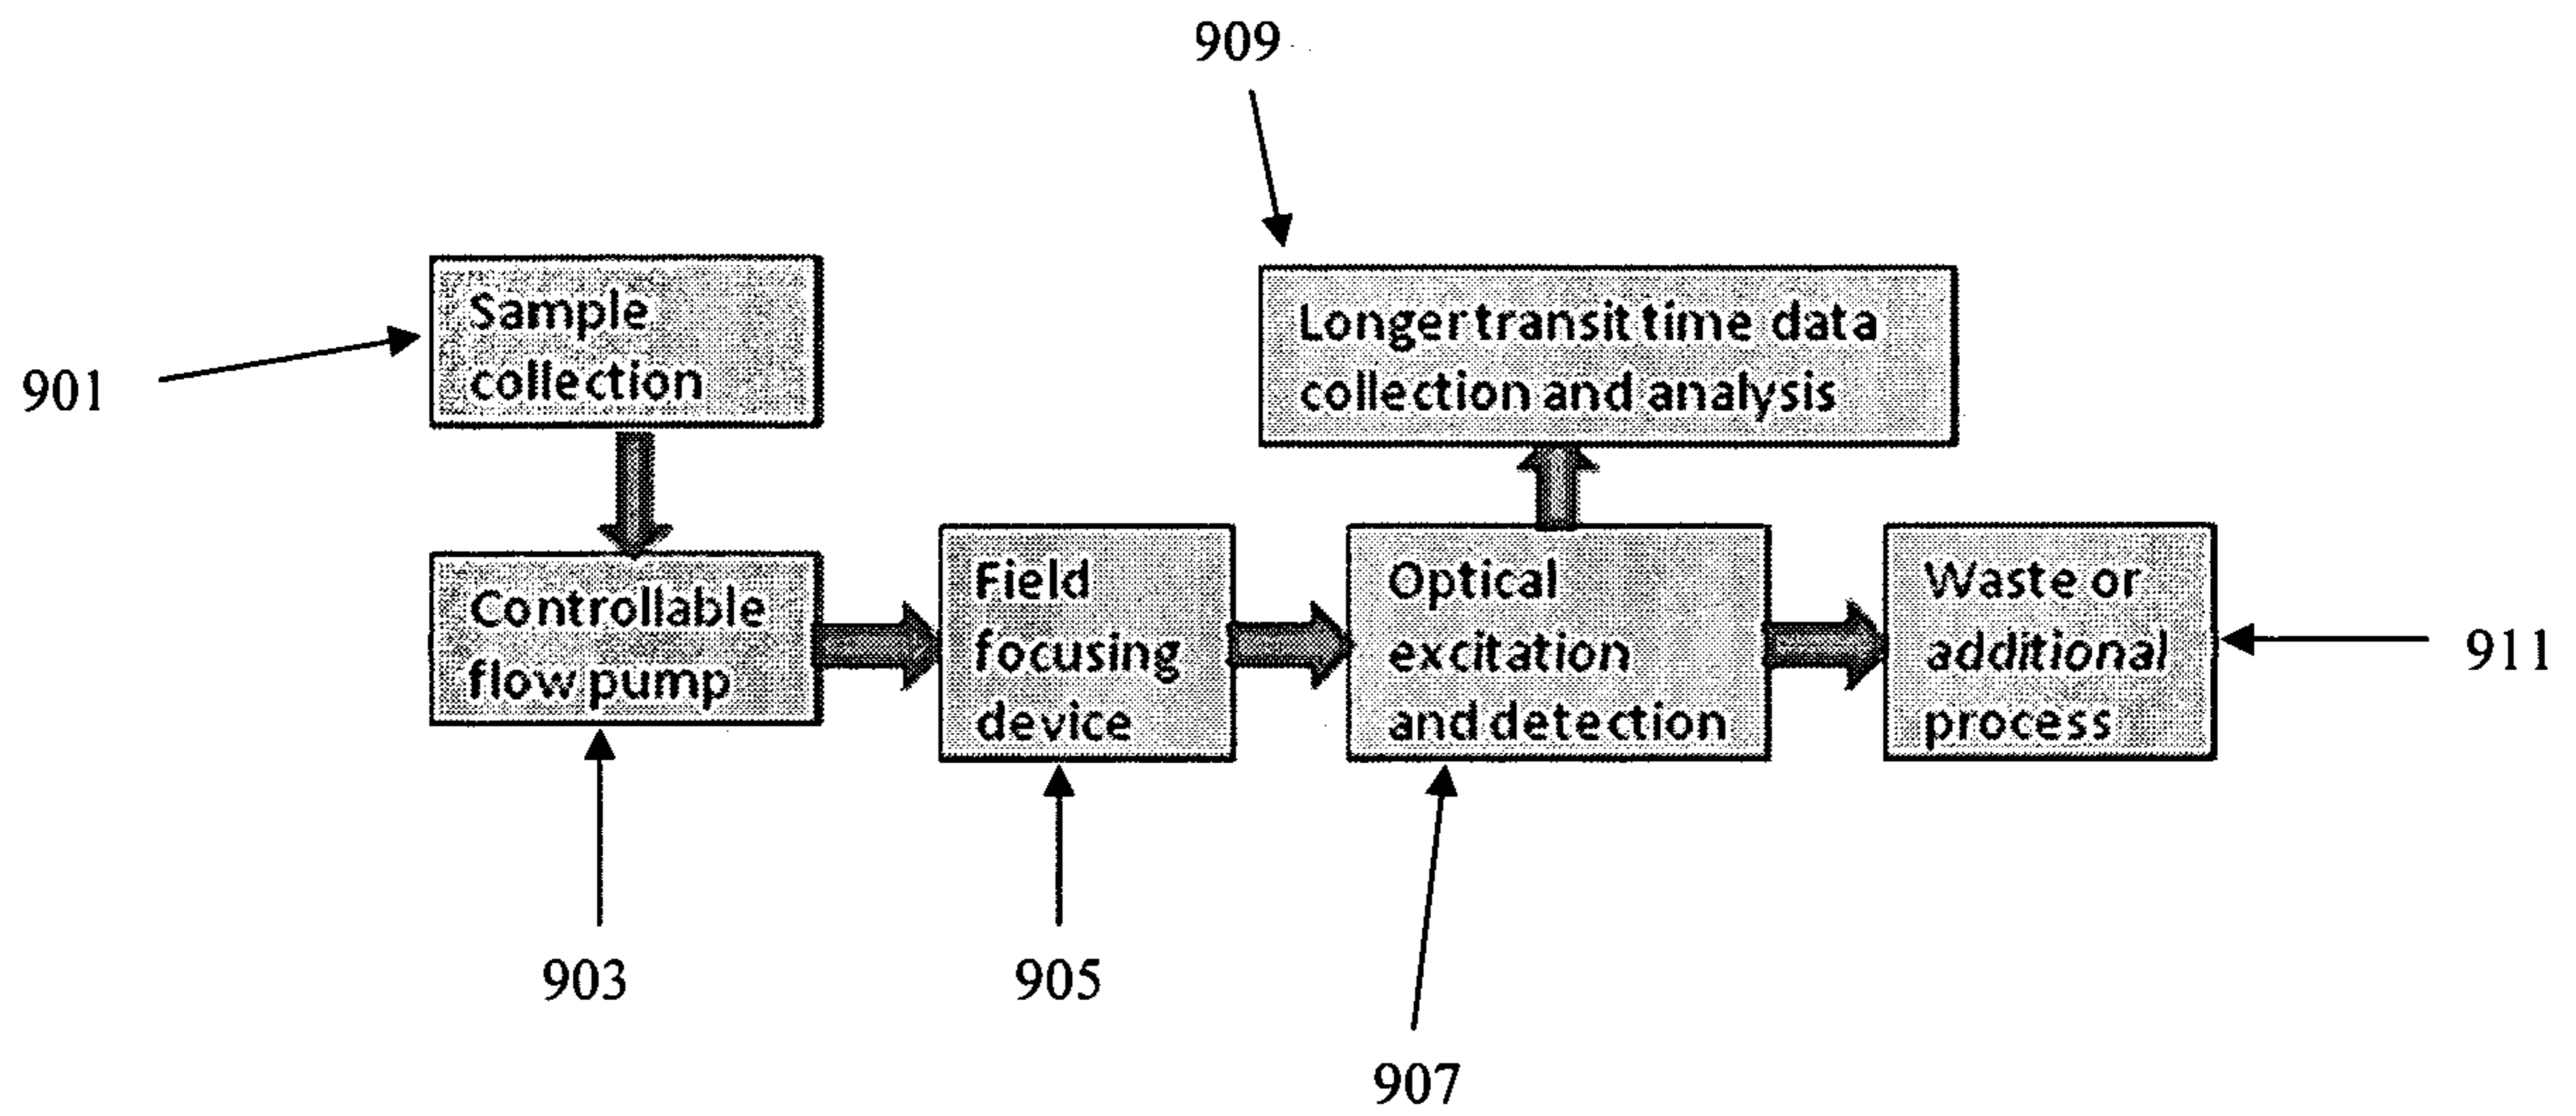 909
Sample
collection
901
Longer transit time data
collection and analysis
Controllable
flow pump
Field
focusing
device
Optical
excitation
and detection
Waste or
additional
process
911
903
905
907